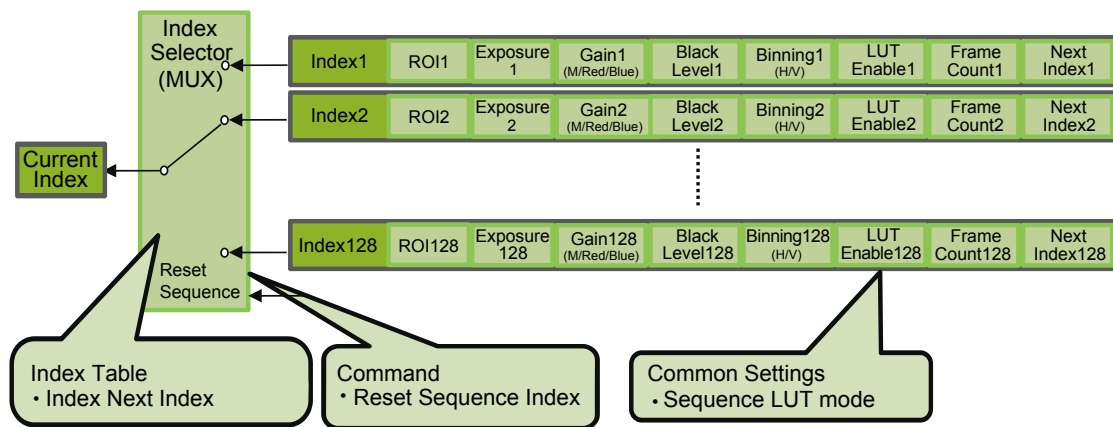 Index
Selector
(MUX)
Index1
ROI1
Exposure
1
Gain1
(M/Red/Blue)
Black
Level1
Binning1
(H/V)
LUT
Enable1
Frame
Count1
Next
Index1
Index2
ROI2
Exposure
2
Gain2
(M/Red/Blue)
Black
Level2
Binning2
(H/V)
LUT
Enable2
Frame
Count2
Next
Index2
Current
Index
Index128
ROI128
Exposure
128
Gain128
(M/Red/Blue)
Black
Level128
Binning128
(H/V)
LUT
Enable128
Frame
Count128
Next
Index128
Reset
Sequence
Index Table
・Index Next Index
Command
・Reset Sequence Index
Common Settings
・Sequence LUT mode